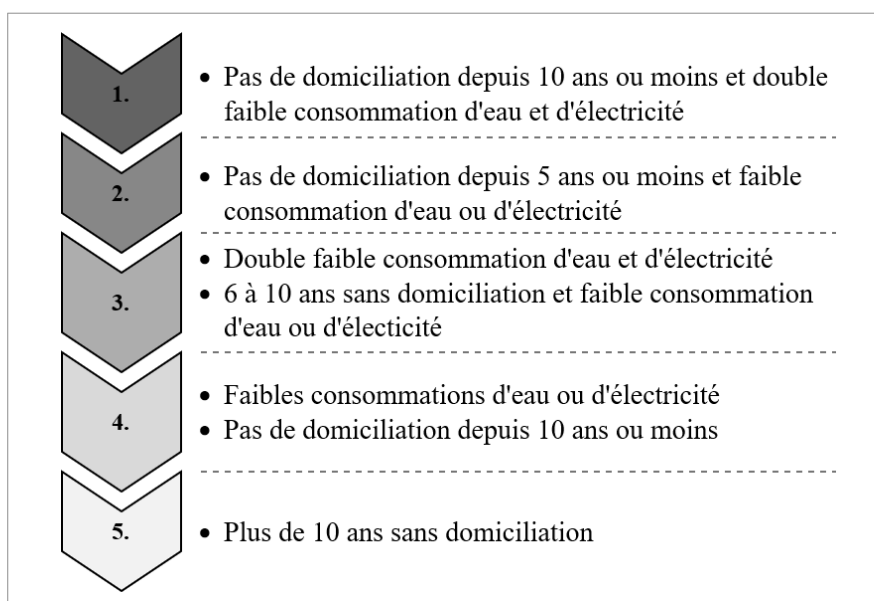 1.
• Pas de domiciliation depuis 10 ans ou moins et double
faible consommation d'eau et d'électricité
2.
• Pas de domiciliation depuis 5 ans ou moins et faible
consommation d'eau ou d'électricité
3.
• Double faible consommation d'eau et d'électricité
• 6 à 10 ans sans domiciliation et faible consommation
d'eau ou d'électicité
4.
• Faibles consommations d'eau ou d'électricité
• Pas de domiciliation depuis 10 ans ou moins
5.
• Plus de 10 ans sans domiciliation